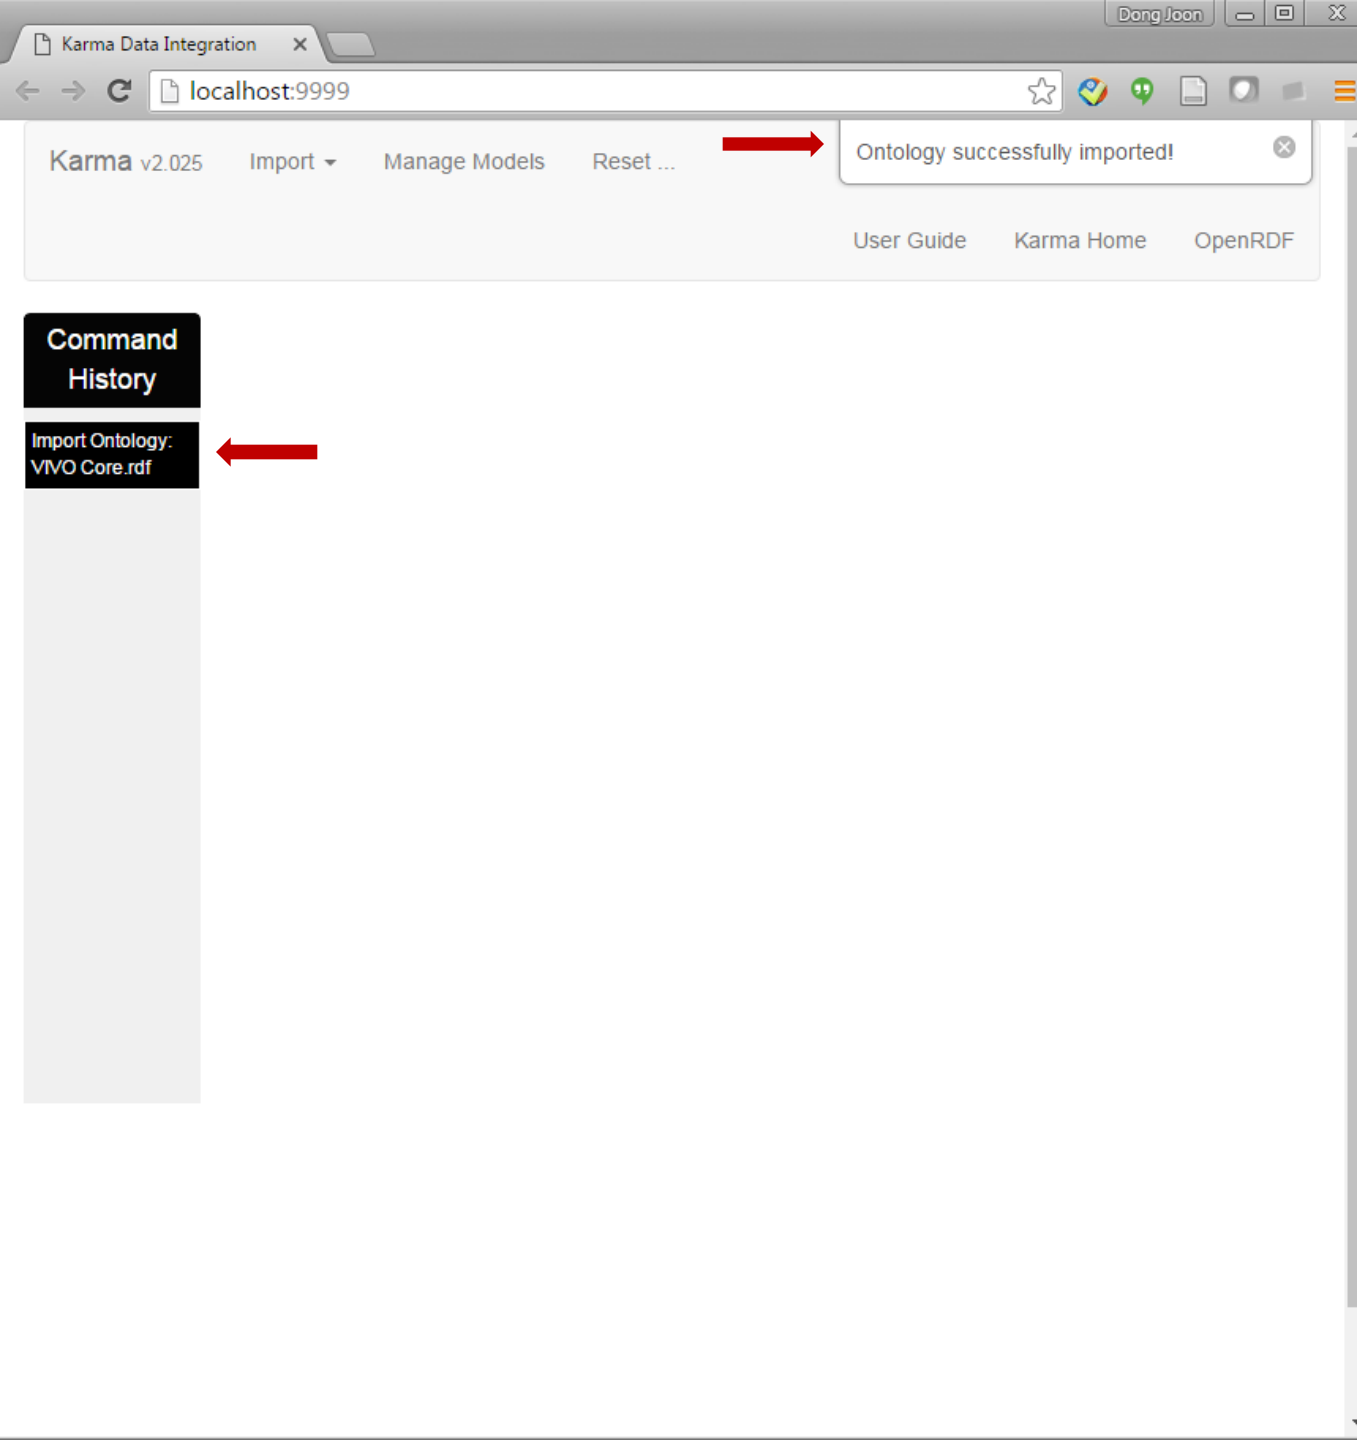 Dong Joon
Karma Data Integration
localhost:9999
Karma v2.025 Import Manage Models Reset ...
Ontology successfully imported!
User Guide Karma Home OpenRDF
Command
History
Import Ontology:
VIVO Core.rdf